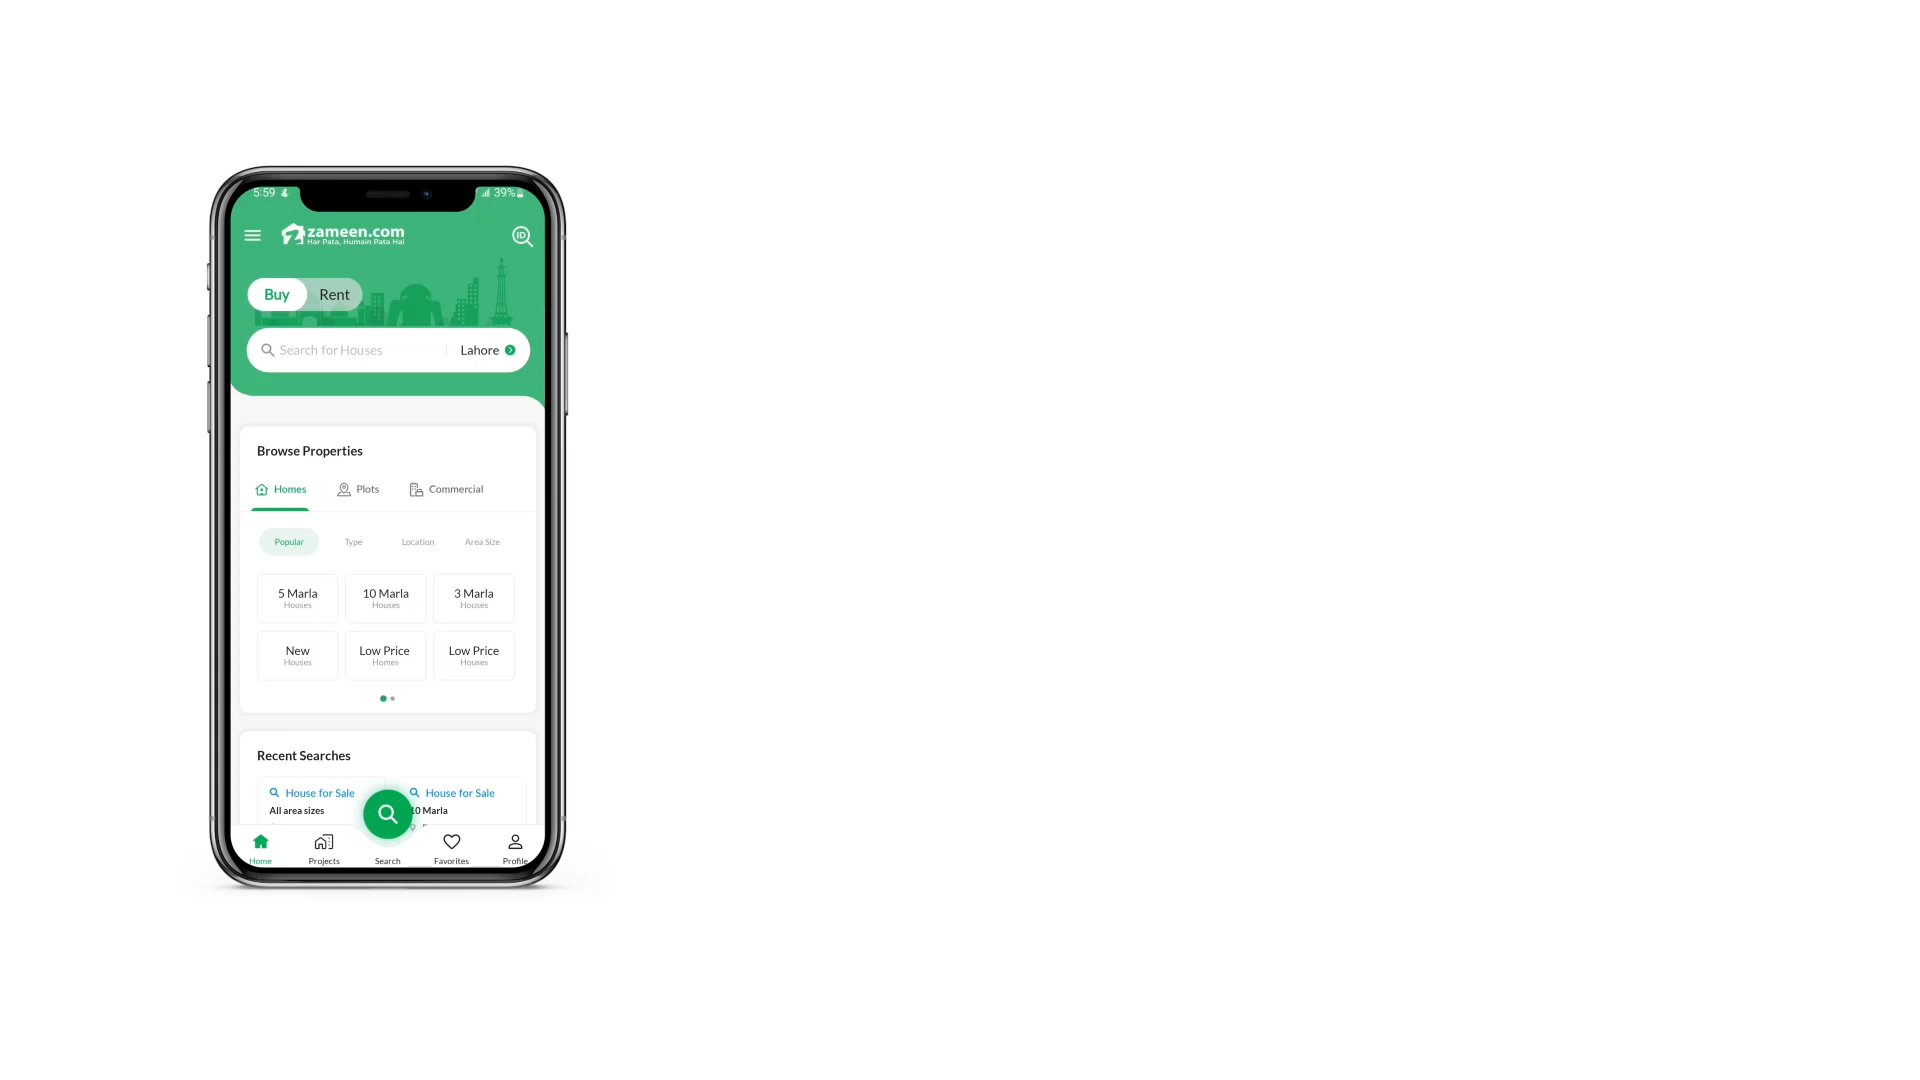 5:59
39%
zameen.com
Har Pata, Humain Pata Hai
ID
Buy
Rent
Search for Houses
Lahore
Browse Properties
Homes
Plots
Commercial
Popular
Type
Location
Area Size
5 Marla
Houses
10 Marla
Houses
3 Marla
Houses
New
Houses
Low Price
Homes
Low Price
Houses
Recent Searches
House for Sale
All area sizes
House for Sale
10 Marla
Home
Projects
Search
Favorites
Profile